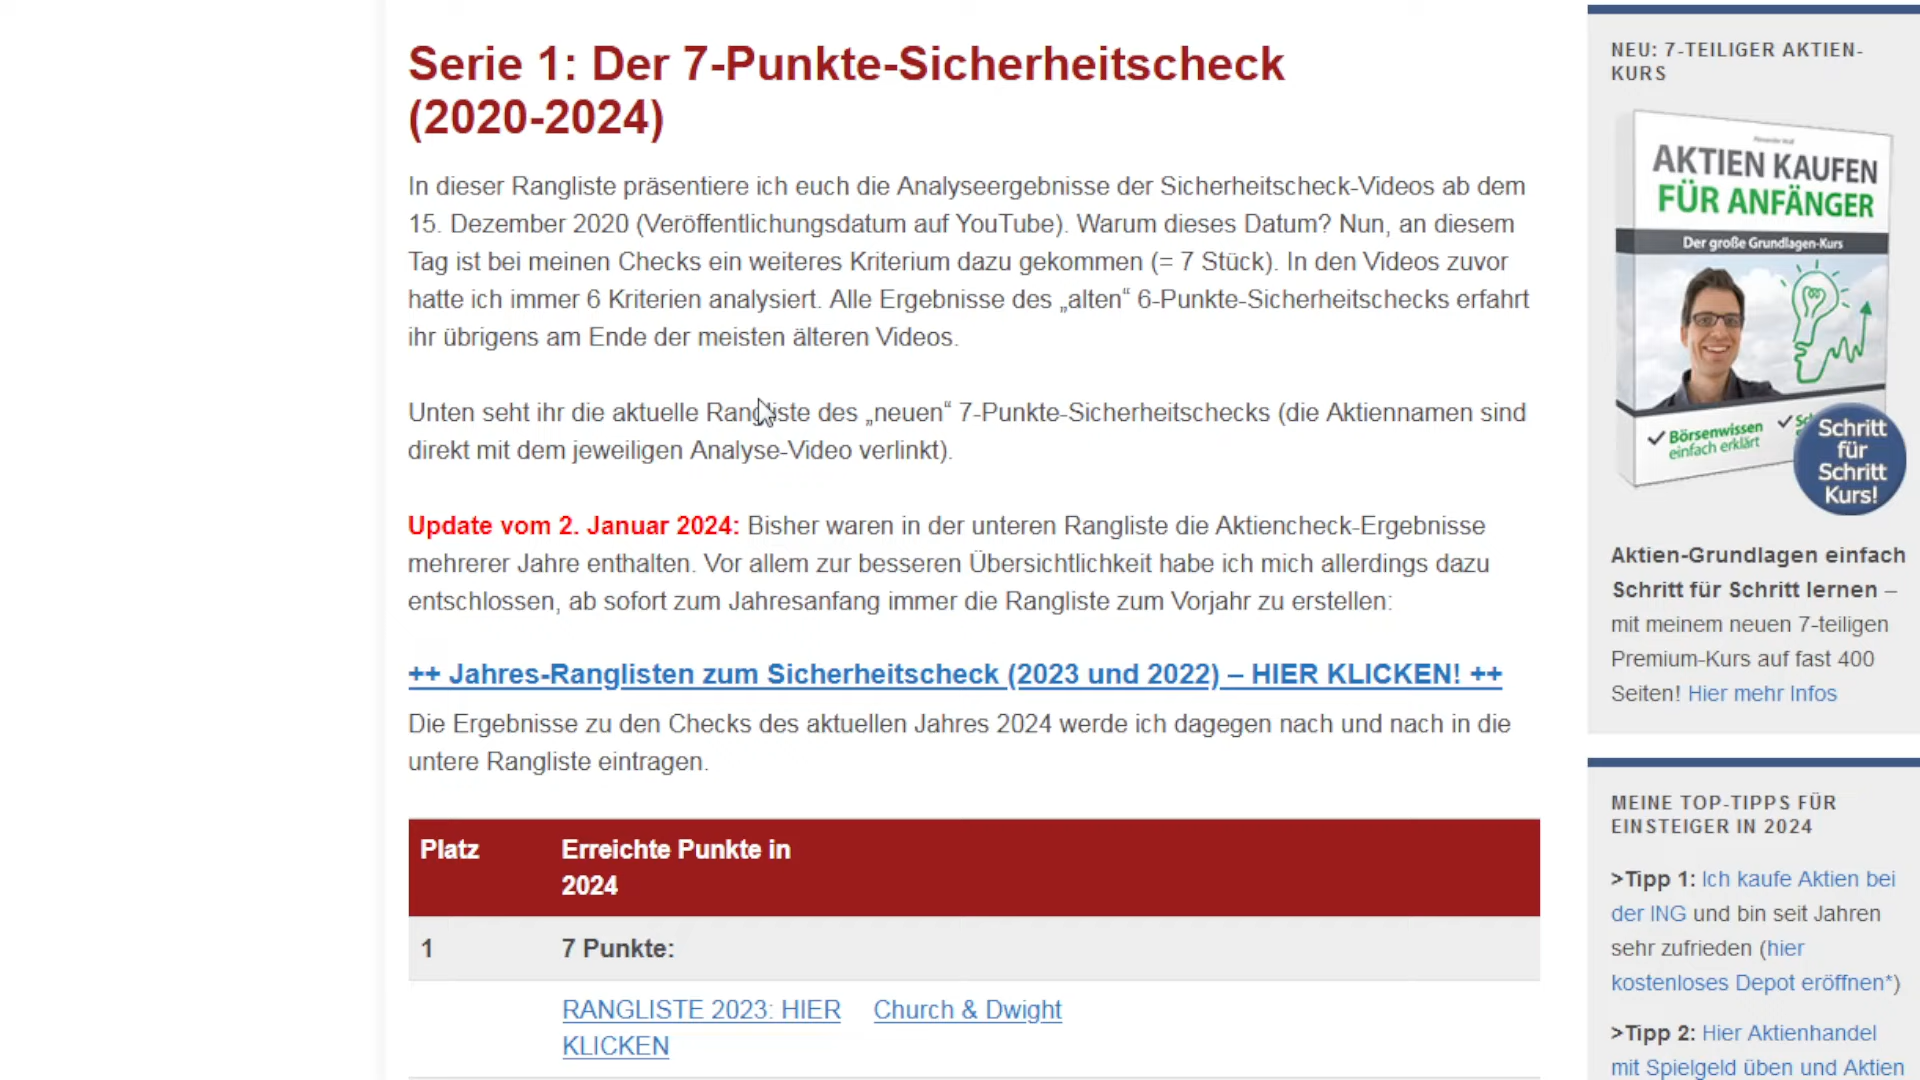 Serie 1: Der 7-Punkte-Sicherheitscheck
(2020-2024)
In dieser Rangliste präsentiere ich euch die Analyseergebnisse der Sicherheitscheck-Videos ab dem
15. Dezember 2020 (Veröffentlichungsdatum auf YouTube). Warum dieses Datum? Nun, an diesem
Tag ist bei meinen Checks ein weiteres Kriterium dazu gekommen (= 7 Stück). In den Videos zuvor
hatte ich immer 6 Kriterien analysiert. Alle Ergebnisse des „alten“ 6-Punkte-Sicherheitschecks erfahrt
ihr übrigens am Ende der meisten älteren Videos.
Unten seht ihr die aktuelle Rangliste des „neuen“ 7-Punkte-Sicherheitschecks (die Aktiennamen sind
direkt mit dem jeweiligen Analyse-Video verlinkt).
Update vom 2. Januar 2024: Bisher waren in der unteren Rangliste die Aktiencheck-Ergebnisse
mehrerer Jahre enthalten. Vor allem zur besseren Übersichtlichkeit habe ich mich allerdings dazu
entschlossen, ab sofort zum Jahresanfang immer die Rangliste zum Vorjahr zu erstellen:
++ Jahres-Ranglisten zum Sicherheitscheck (2023 und 2022) – HIER KLICKEN! ++
Die Ergebnisse zu den Checks des aktuellen Jahres 2024 werde ich dagegen nach und nach in die
untere Rangliste eintragen.
Platz
Erreichte Punkte in
2024
1
7 Punkte:
RANGLISTE 2023: HIER
KLICKEN
Church & Dwight
NEU: 7-TEILIGER AKTIEN-
KURS
AKTIEN KAUFEN
FÜR ANFÄNGER
Der große Grundlagen-Kurs
✓ Börsenwissen
einfach erklärt
Schritt
für
Schritt
Kurs!
Aktien-Grundlagen einfach
Schritt für Schritt lernen –
mit meinem neuen 7-teiligen
Premium-Kurs auf fast 400
Seiten! Hier mehr Infos
MEINE TOP-TIPPS FÜR
EINSTEIGER IN 2024
>Tipp 1: Ich kaufe Aktien bei
der ING und bin seit Jahren
sehr zufrieden (hier
kostenloses Depot eröffnen*)
>Tipp 2: Hier Aktienhandel
mit Spielgeld üben und Aktien